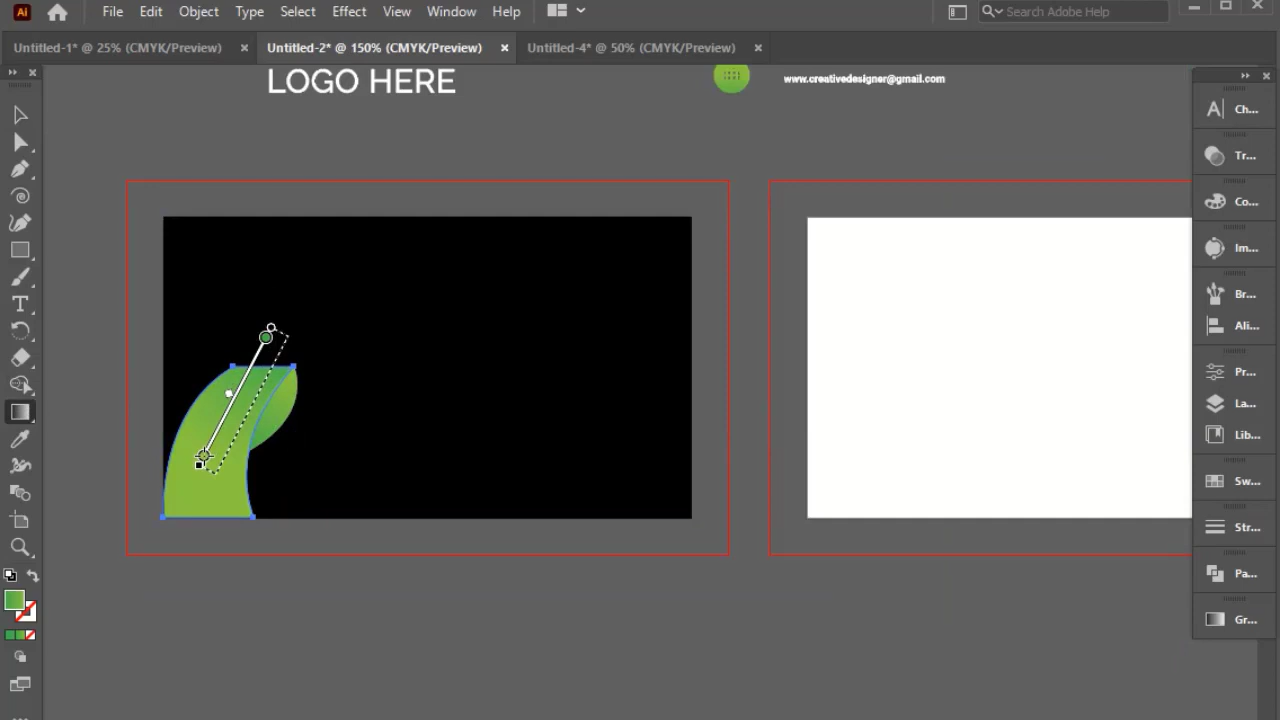 Ai File Edit Object Type Select Effect View Window Help Search Adobe Help
Untitled-1* @ 25% (CMYK/Preview) Untitled-2* @ 150% (CMYK/Preview) Untitled-4* @ 50% (CMYK/Preview)
LOGO HERE
www.creativedesigner@gmail.com
Ch...
Tr...
Co...
Im...
Br...
Ali...
Pr...
La...
Lib...
Sw...
Str...
Pa...
Gr...